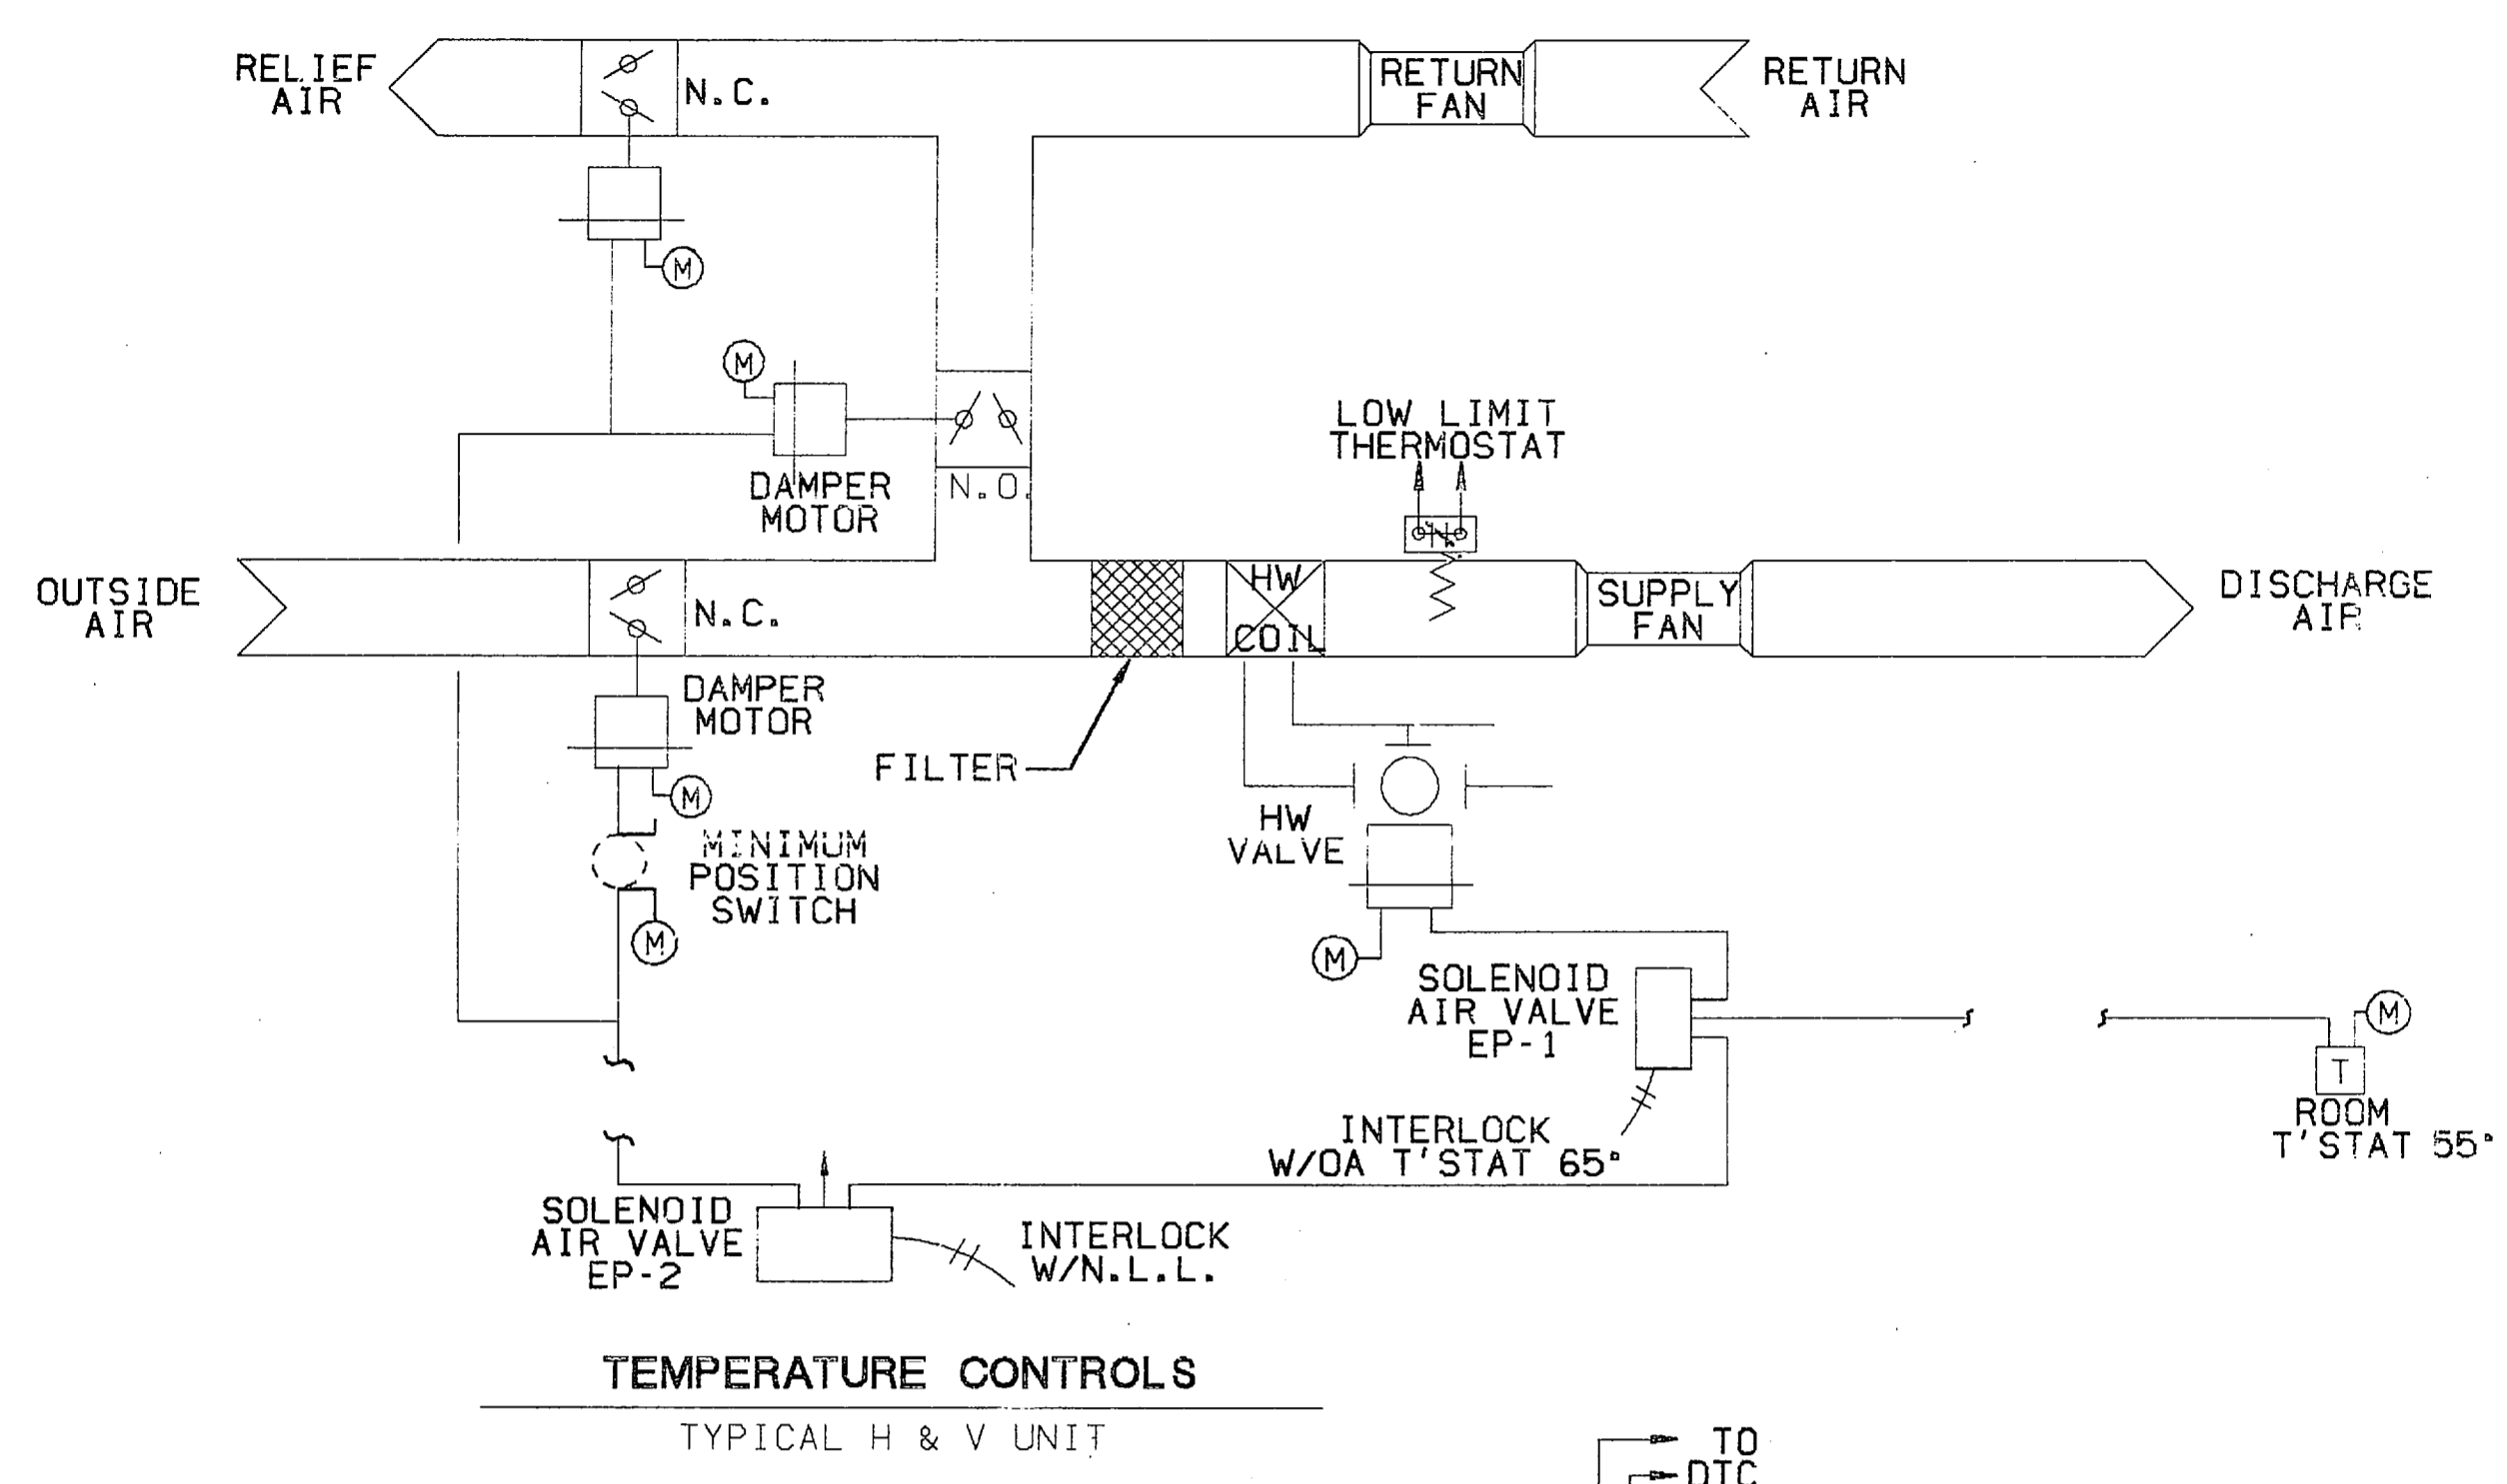 RELIEF
AIR
N.C.
RETURN
FAN
RETURN
AIR
M
M
DAMPER
MOTOR
N.O.
LOW LIMIT
THERMOSTAT
OUTSIDE
AIR
N.C.
HW
COIL
SUPPLY
FAN
DISCHARGE
AIR
DAMPER
MOTOR
M
FILTER
MINIMUM
POSITION
SWITCH
M
HW
VALVE
M
SOLENOID
AIR VALVE
EP-1
M
T
ROOM
T'STAT 55°
INTERLOCK
W/OA T'STAT 65°
SOLENOID
AIR VALVE
EP-2
INTERLOCK
W/N.L.L.
TEMPERATURE CONTROLS
TYPICAL H & V UNIT
TO
DTC